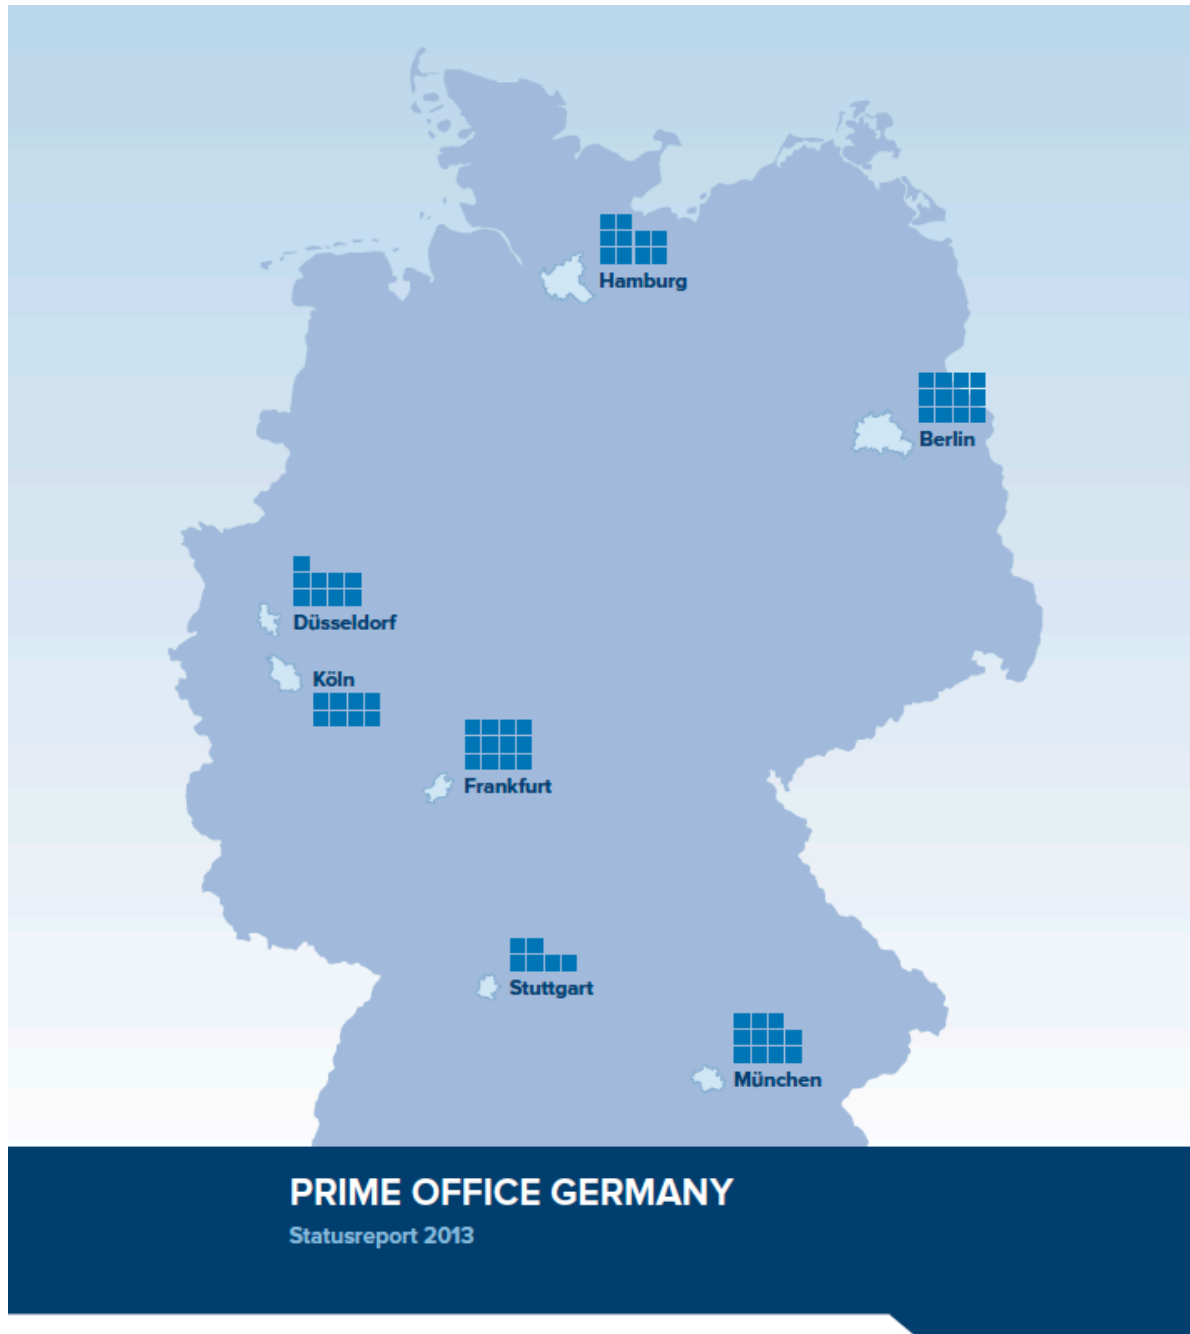 Hamburg
Berlin
Düsseldorf
Köln
Frankfurt
Stuttgart
München
PRIME OFFICE GERMANY
Statusreport 2013